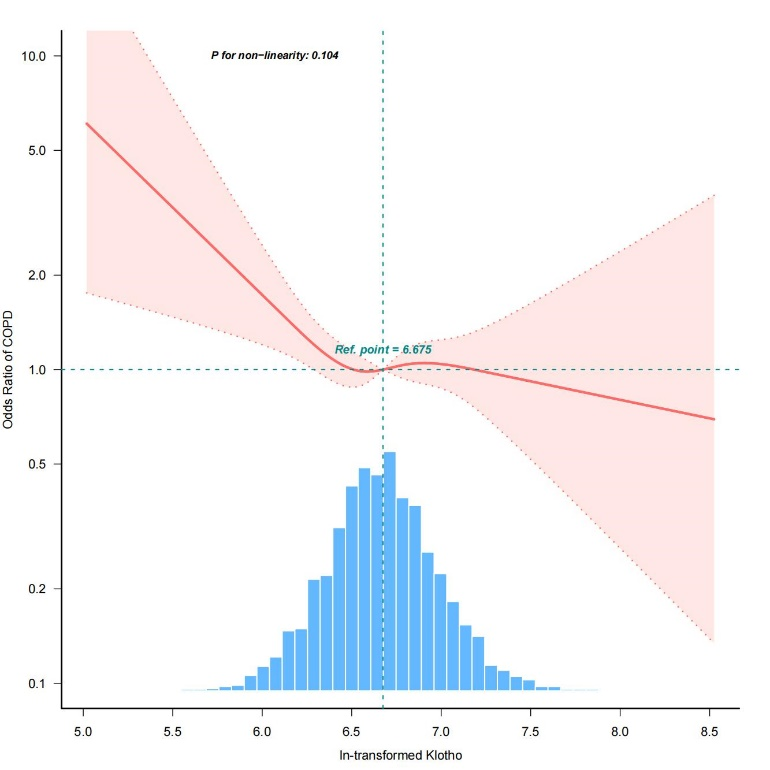 P for non−linearity: 0.104
10.0
5.0
2.0
Ref. point = 6.675
1.0
0.5
0.2
0.1
Odds Ratio of COPD
5.0 5.5 6.0 6.5 7.0 7.5 8.0 8.5
In-transformed Klotho